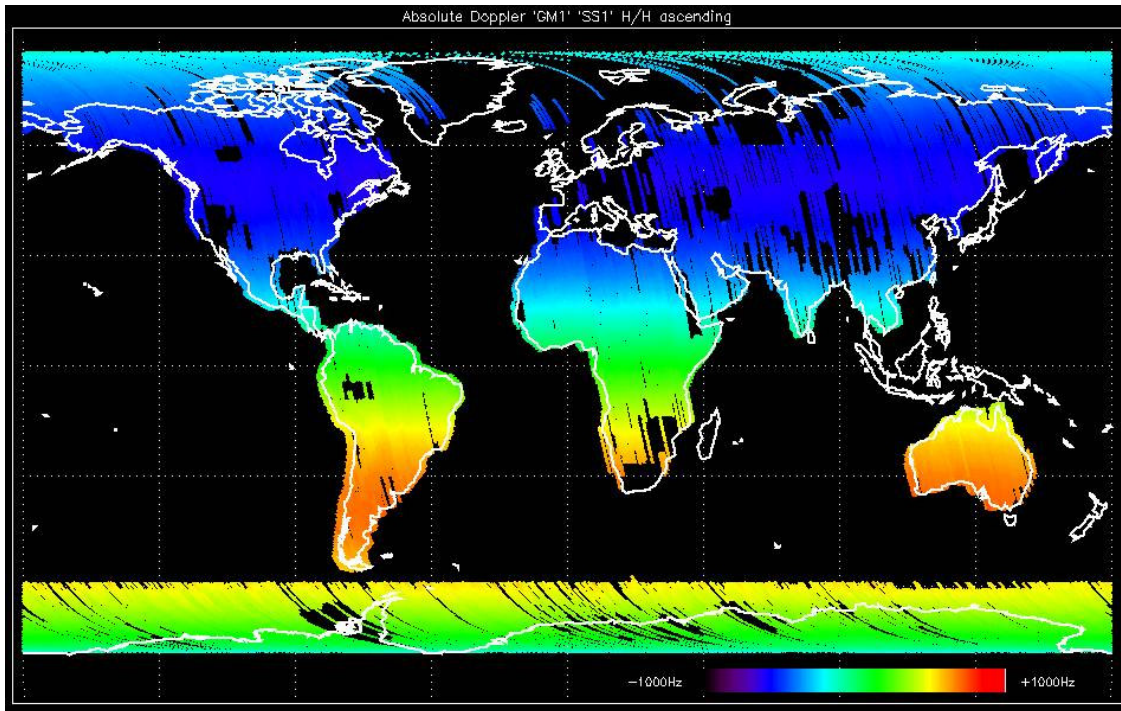 Absolute Doppler 'GM1' 'SS1' H/H ascending
−1000Hz +1000Hz